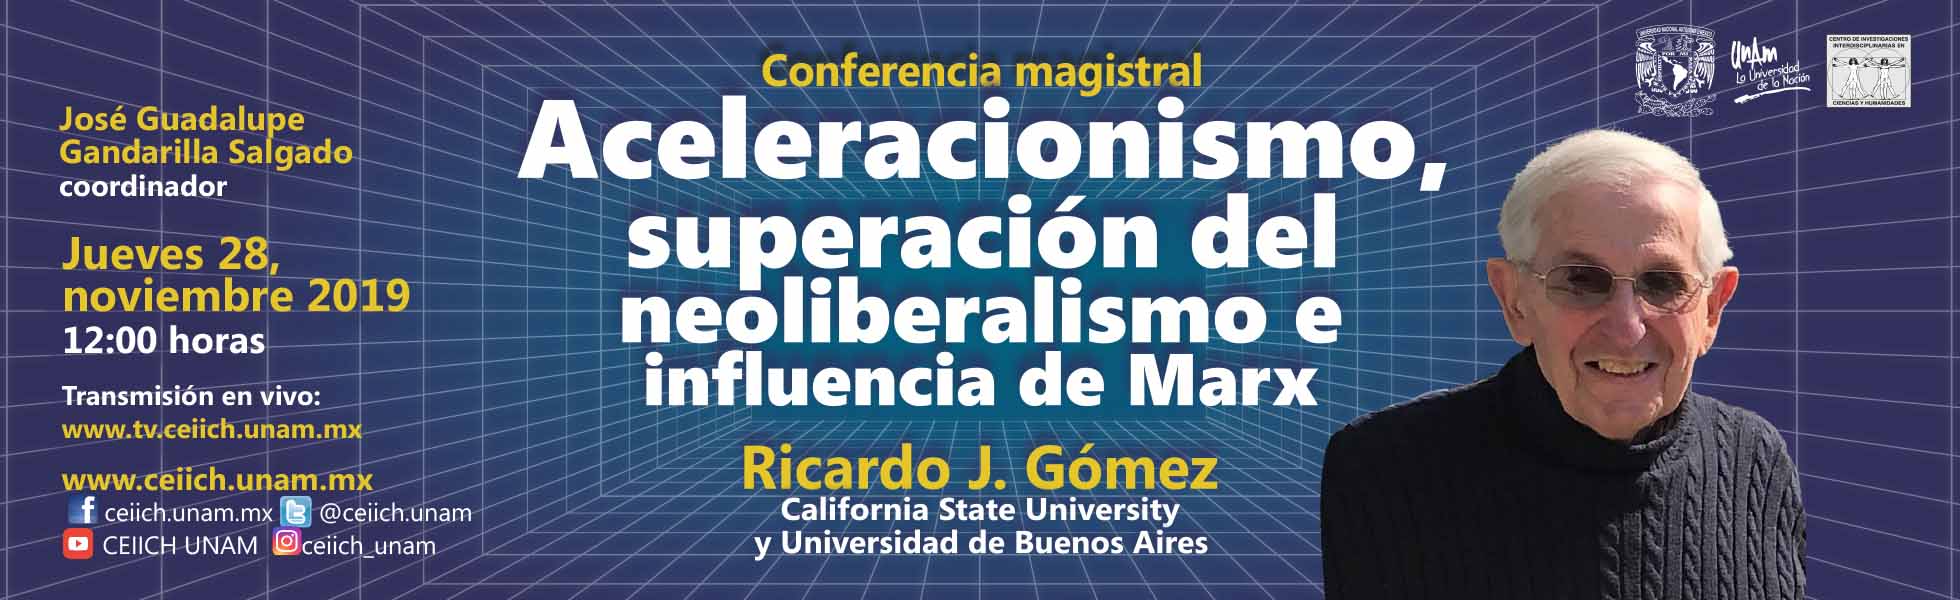 José Guadalupe
Gandarilla Salgado
coordinador
Jueves 28,
noviembre 2019
12:00 horas
Transmisión en vivo:
www.tv.ceiich.unam.mx
www.ceiich.unam.mx
ceiich.unam.mx @ceiich.unam
CEIICH UNAM ceiich_unam
Conferencia magistral
Aceleracionismo,
superación del
neoliberalismo e
influencia de Marx
Ricardo J. Gómez
California State University
y Universidad de Buenos Aires
UNAM
La Universidad
de la Nación
CENTRO DE INVESTIGACIONES
INTERDISCIPLINARIAS EN
CIENCIAS Y HUMANIDADES